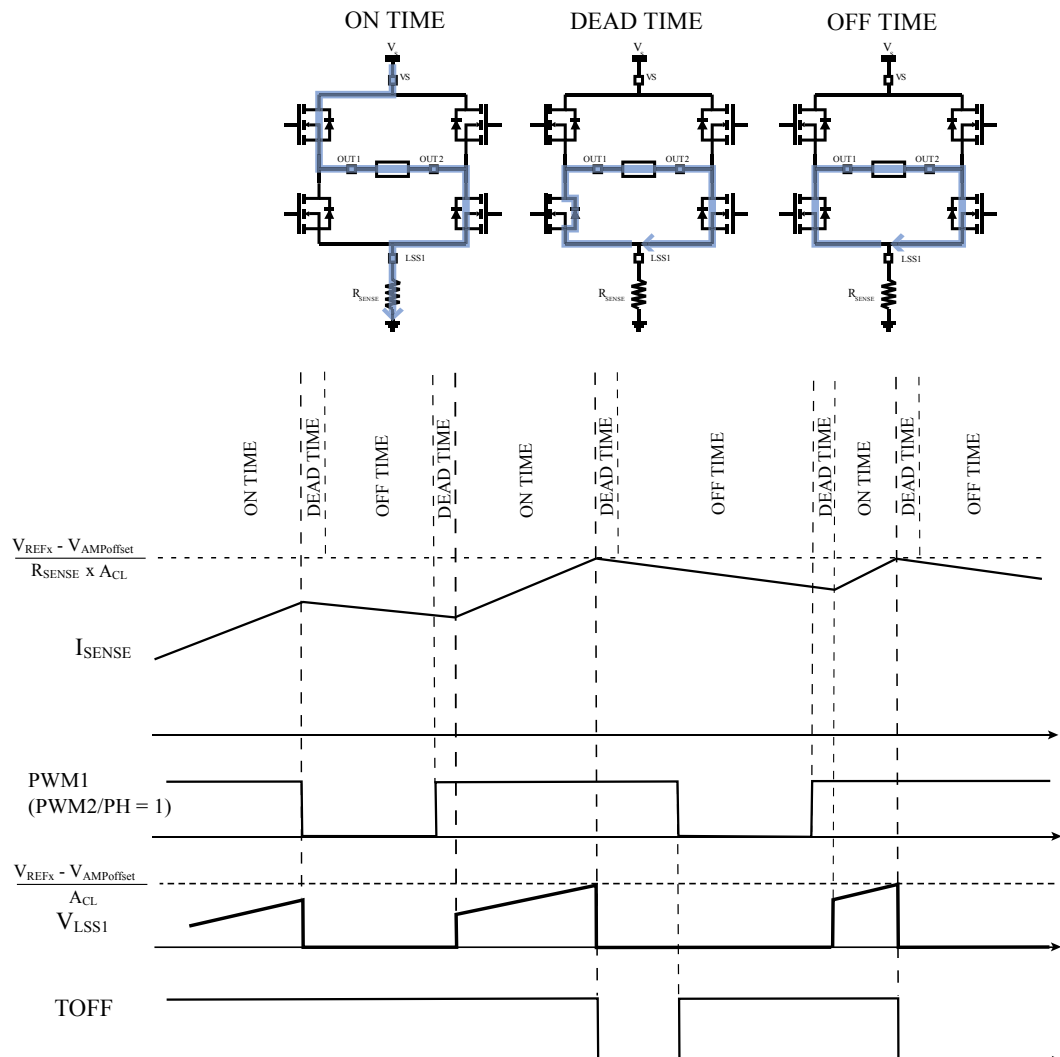 ON TIME DEAD TIME OFF TIME
Vs Vs Vs
VS VS VS
OUT1 OUT2 OUT1 OUT2 OUT1 OUT2
LSS1 LSS1 LSS1
RSENSE RSENSE RSENSE
ON TIME DEAD TIME OFF TIME DEAD TIME ON TIME DEAD TIME OFF TIME DEAD TIME ON TIME DEAD TIME OFF TIME
VREFx - VAMPoffset
RSENSE x ACL
ISENSE
PWM1
(PWM2/PH = 1)
VREFx - VAMPoffset
ACL
VLSS1
TOFF